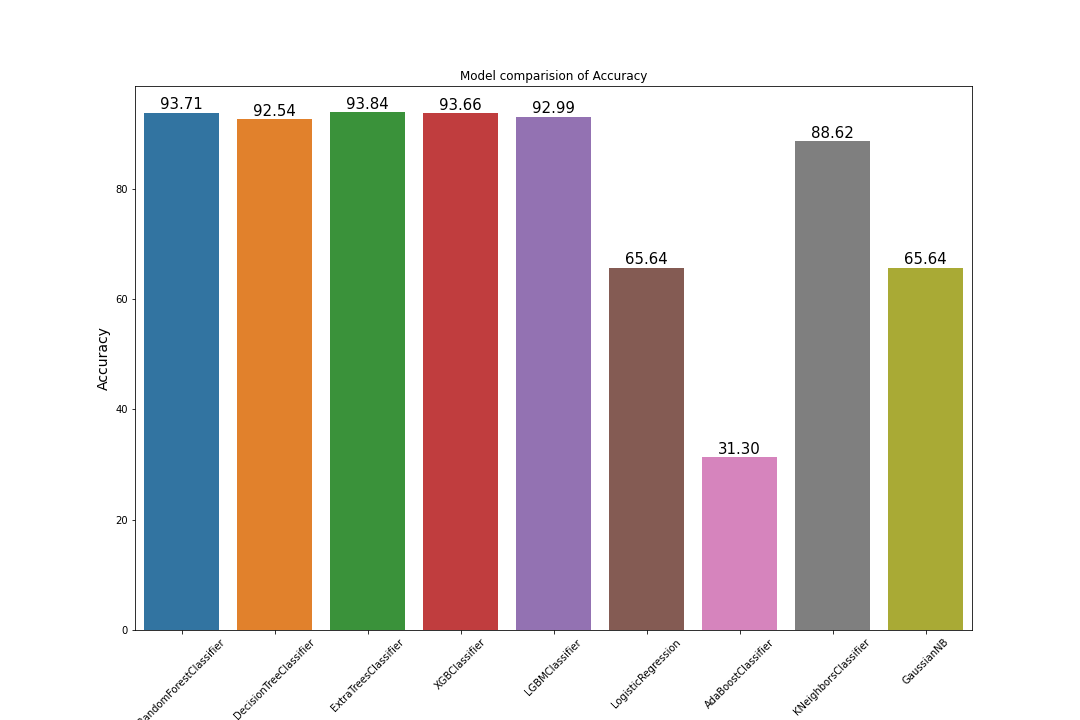 Model comparision of Accuracy
93.71
92.54
93.84
93.66
92.99
65.64
31.30
88.62
65.64
Accuracy
80
60
40
20
0
DecisionTreeClassifier
ExtraTreesClassifier
XGBClassifier
LGBMClassifier
LogisticRegression
AdaBoostClassifier
KNeighborsClassifier
GaussianNB